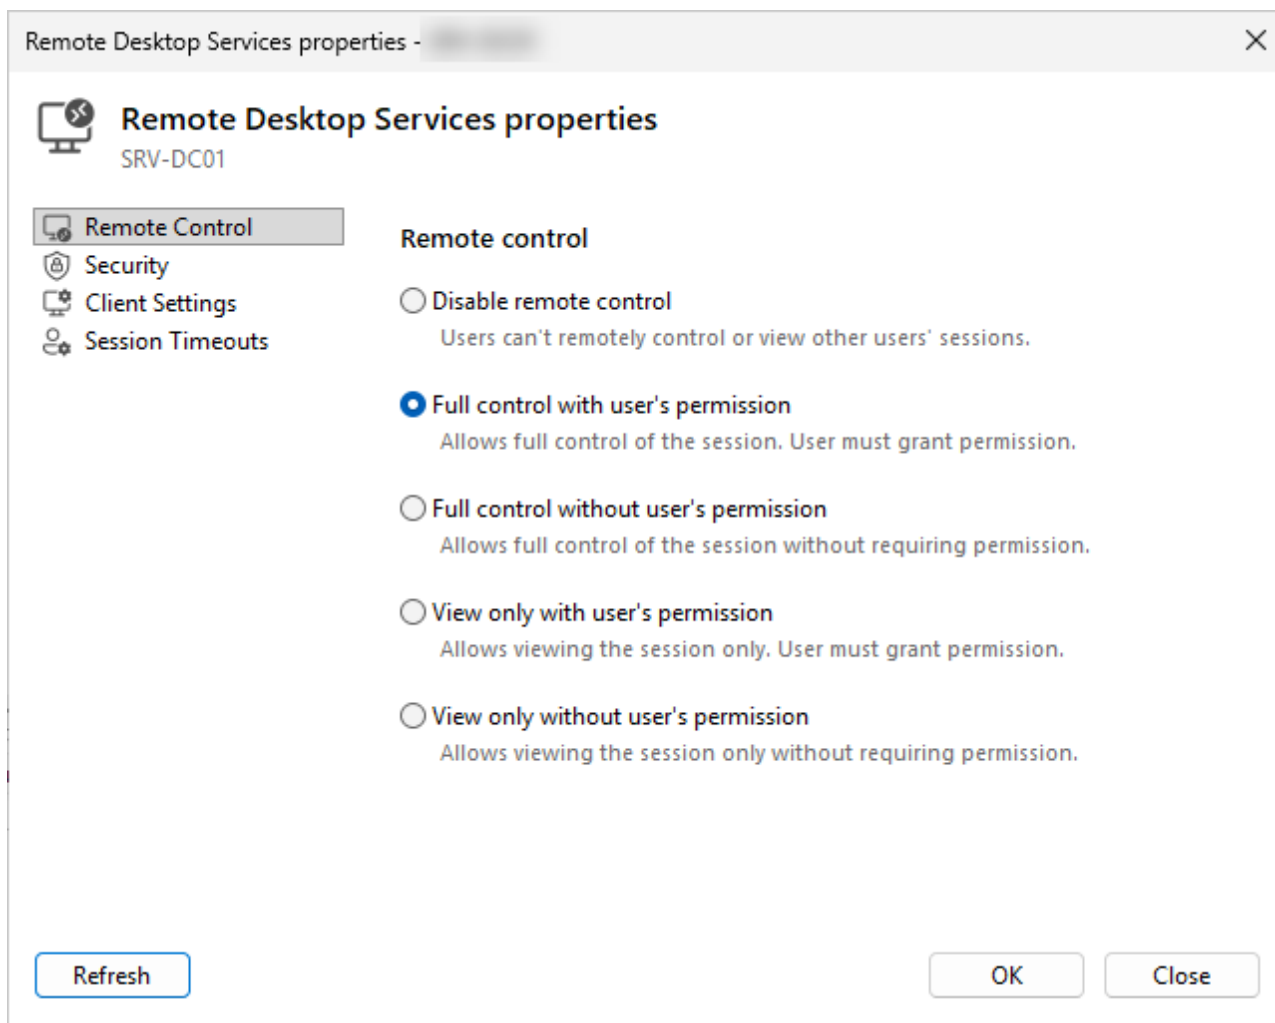 Remote Desktop Services properties -
Remote Desktop Services properties
SRV-DC01
Remote Control
Security
Client Settings
Session Timeouts
Remote control
Disable remote control
Users can't remotely control or view other users' sessions.
Full control with user's permission
Allows full control of the session. User must grant permission.
Full control without user's permission
Allows full control of the session without requiring permission.
View only with user's permission
Allows viewing the session only. User must grant permission.
View only without user's permission
Allows viewing the session only without requiring permission.
Refresh
OK
Close